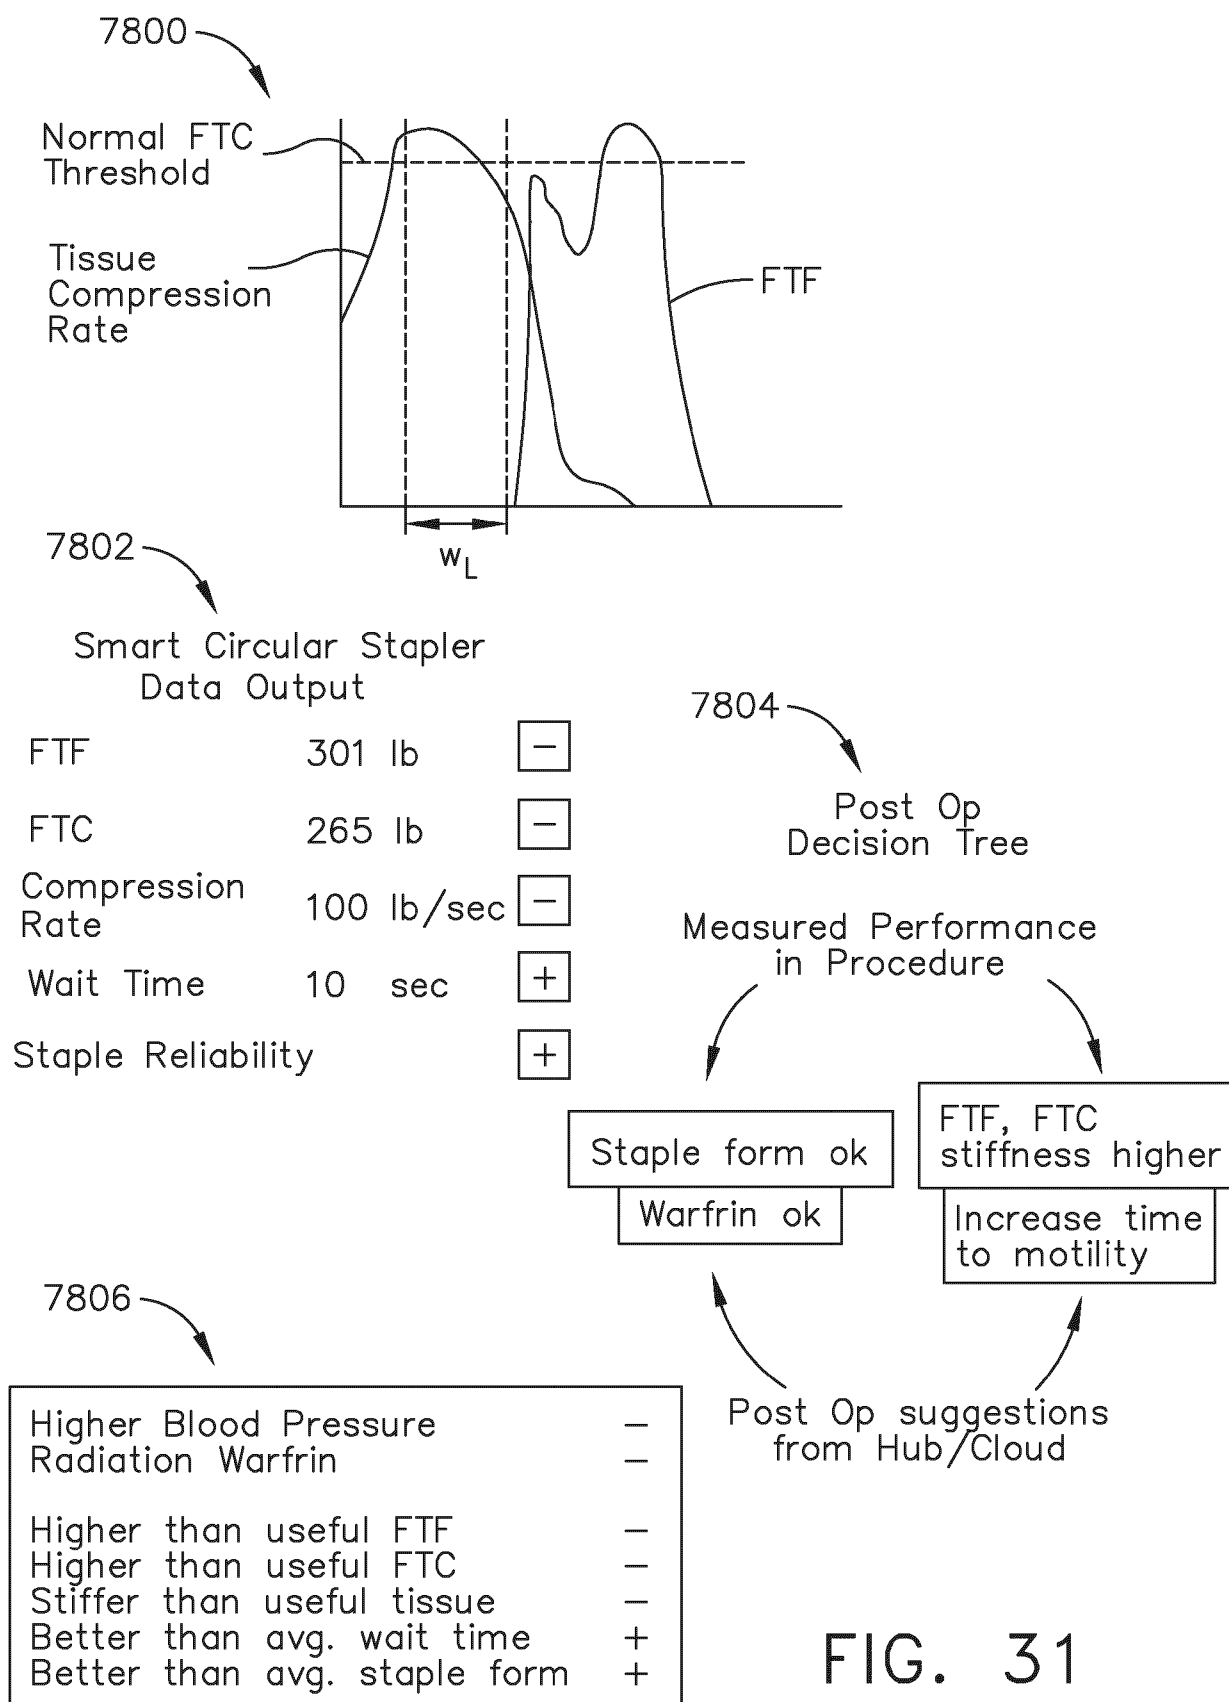 7800
Normal FTC
Threshold
Tissue
Compression
Rate
FTF
wL
7802
Smart Circular Stapler
Data Output
FTF 301 lb −
FTC 265 lb −
Compression
Rate 100 lb/sec −
Wait Time 10 sec +
Staple Reliability +
7804
Post Op
Decision Tree
Measured Performance
in Procedure
Staple form ok
Warfrin ok
FTF, FTC
stiffness higher
Increase time
to motility
Post Op suggestions
from Hub/Cloud
7806
Higher Blood Pressure −
Radiation Warfrin −
Higher than useful FTF −
Higher than useful FTC −
Stiffer than useful tissue −
Better than avg. wait time +
Better than avg. staple form +
FIG. 31